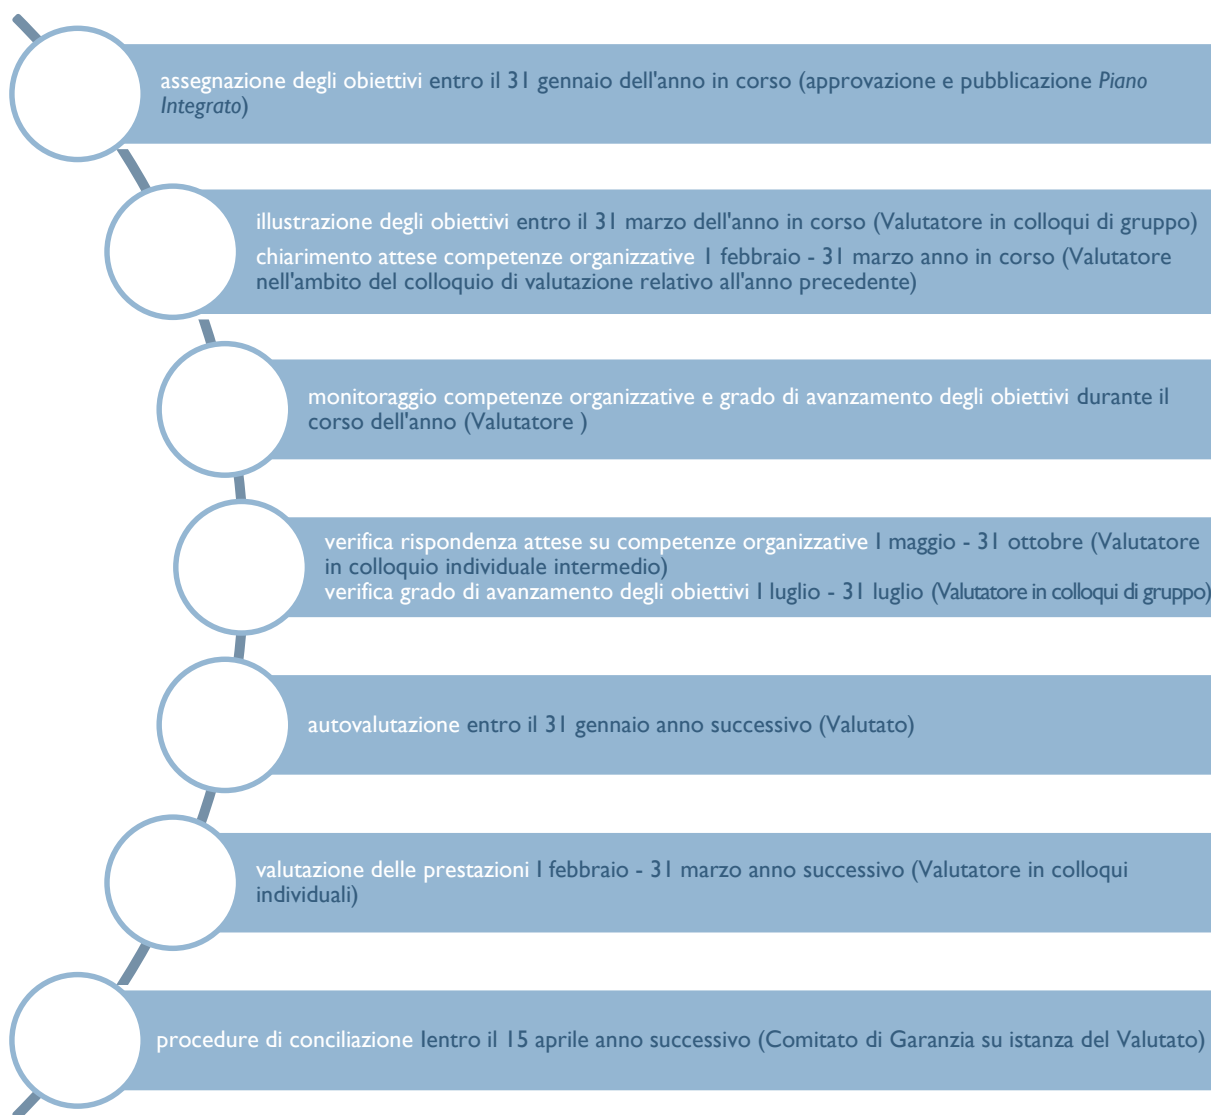 assegnazione degli obiettivi entro il 31 gennaio dell'anno in corso (approvazione e pubblicazione Piano
Integrato)
illustrazione degli obiettivi entro il 31 marzo dell'anno in corso (Valutatore in colloqui di gruppo)
chiarimento attese competenze organizzative 1 febbraio - 31 marzo anno in corso (Valutatore
nell'ambito del colloquio di valutazione relativo all'anno precedente)
monitoraggio competenze organizzative e grado di avanzamento degli obiettivi durante il
corso dell'anno (Valutatore )
verifica rispondenza attese su competenze organizzative 1 maggio - 31 ottobre (Valutatore
in colloquio individuale intermedio)
verifica grado di avanzamento degli obiettivi 1 luglio - 31 luglio (Valutatore in colloqui di gruppo)
autovalutazione entro il 31 gennaio anno successivo (Valutato)
valutazione delle prestazioni 1 febbraio - 31 marzo anno successivo (Valutatore in colloqui
individuali)
procedure di conciliazione 1entro il 15 aprile anno successivo (Comitato di Garanzia su istanza del Valutato)